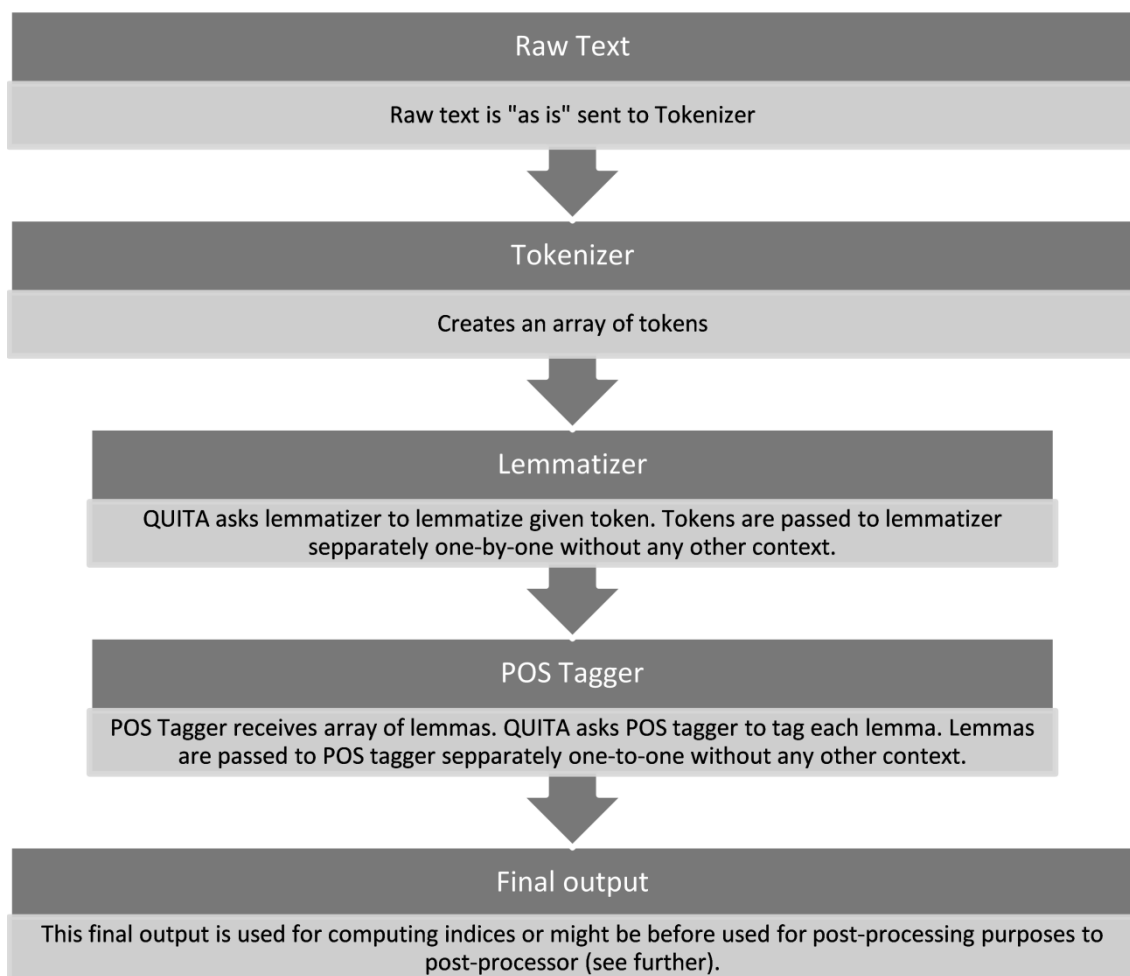 Raw Text
Raw text is "as is" sent to Tokenizer
Tokenizer
Creates an array of tokens
Lemmatizer
QUITA asks lemmatizer to lemmatize given token. Tokens are passed to lemmatizer
sepparately one-by-one without any other context.
POS Tagger
POS Tagger receives array of lemmas. QUITA asks POS tagger to tag each lemma. Lemmas
are passed to POS tagger sepparately one-to-one without any other context.
Final output
This final output is used for computing indices or might be before used for post-processing purposes to
post-processor (see further).